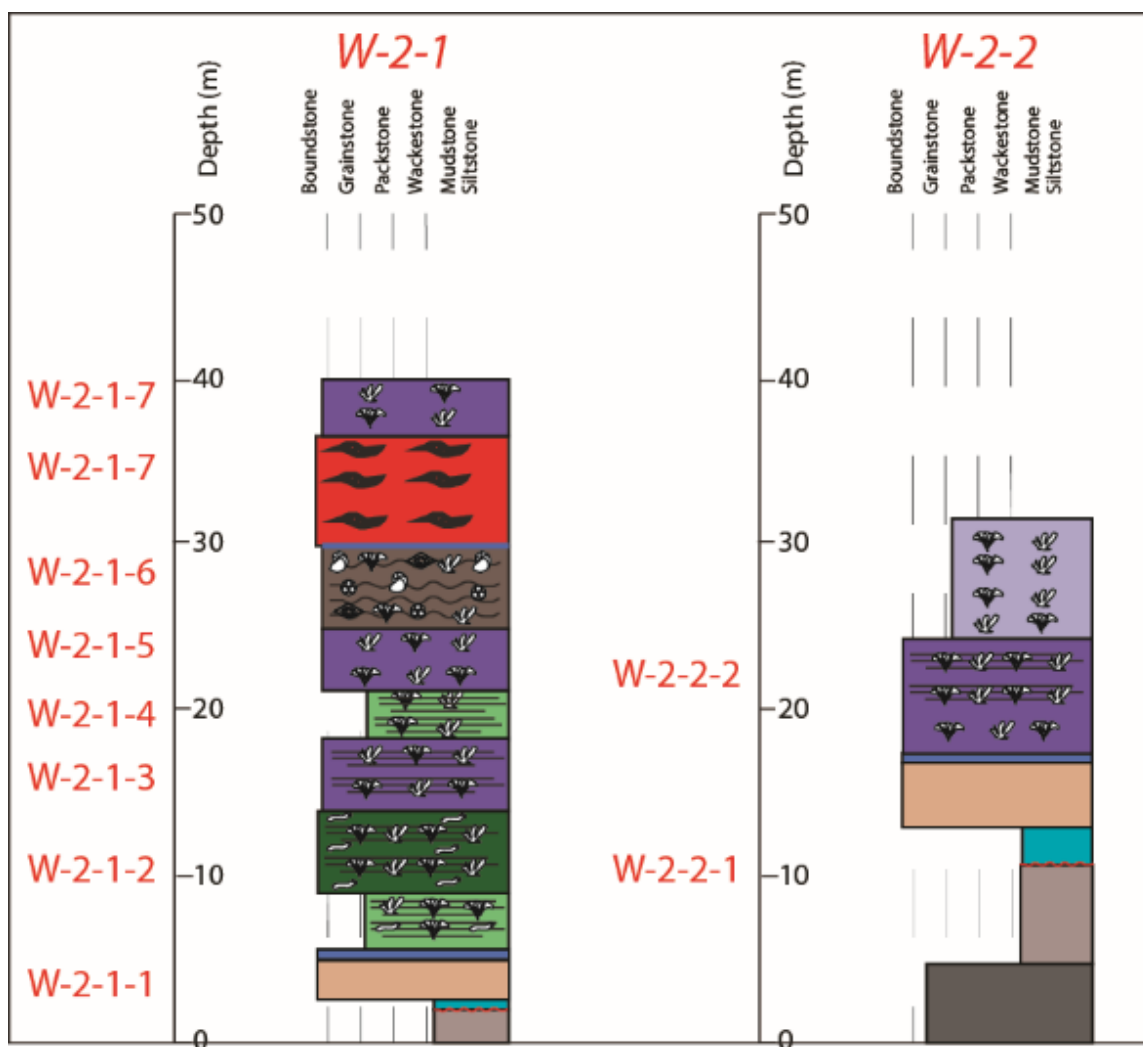 W-2-1
Depth (m)
Boundstone
Grainstone
Packstone
Wackestone
Mudstone
Siltstone
50
40
30
20
10
0
W-2-1-7
W-2-1-7
W-2-1-6
W-2-1-5
W-2-1-4
W-2-1-3
W-2-1-2
W-2-1-1
W-2-2
Depth (m)
Boundstone
Grainstone
Packstone
Wackestone
Mudstone
Siltstone
50
40
30
20
10
0
W-2-2-2
W-2-2-1